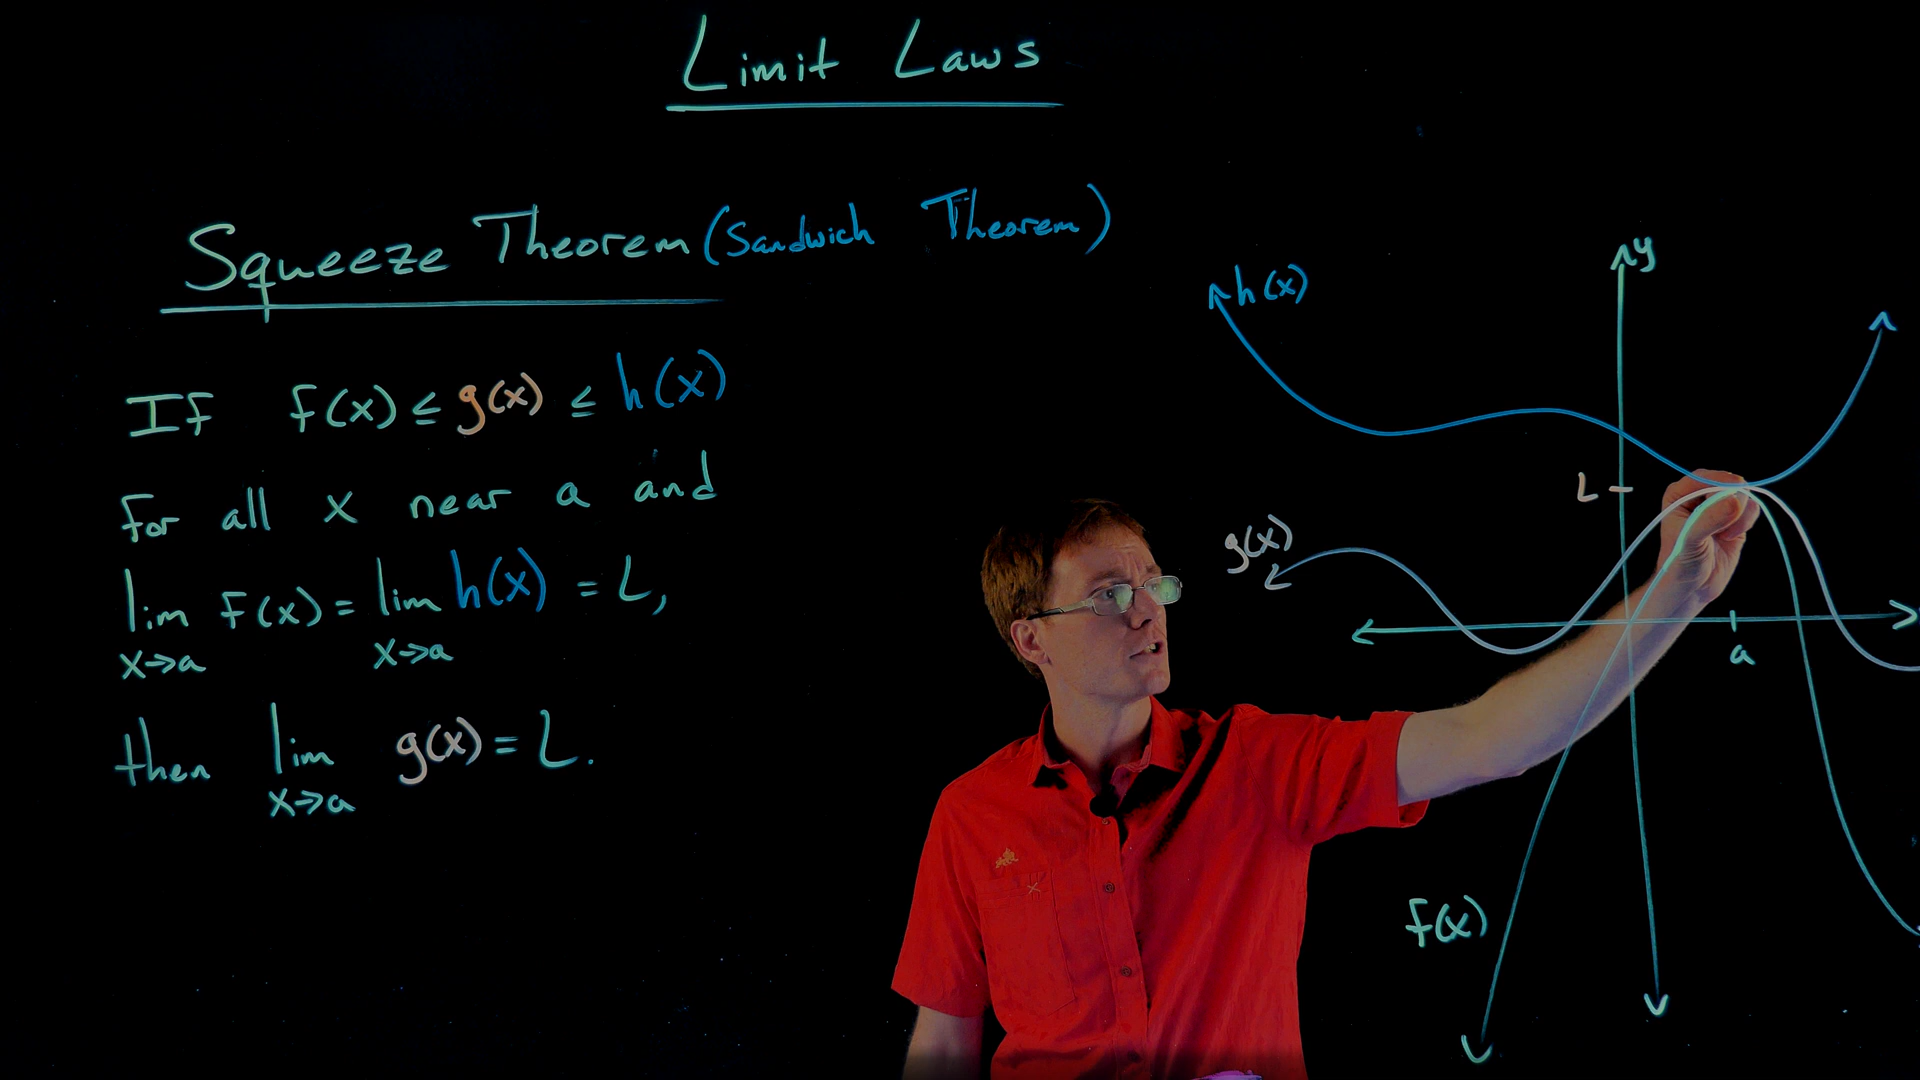 Limit Laws
Squeeze Theorem (Sandwich Theorem)
If f(x) ≤ g(x) ≤ h(x)
for all x near a and
lim f(x) = lim h(x) = L,
x→a x→a
then lim g(x) = L.
x→a
y
h(x)
L
g(x)
a
f(x)